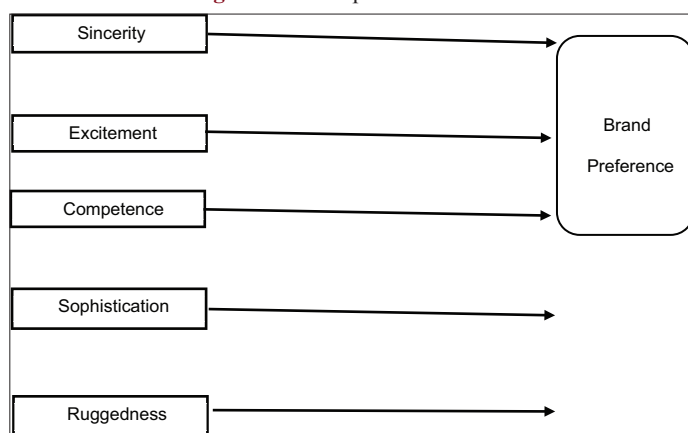 Sincerity
Excitement
Brand
Preference
Competence
Sophistication
Ruggedness